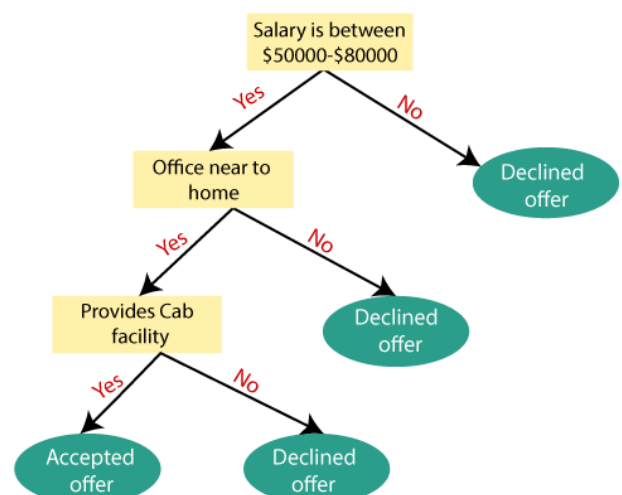 Salary is between
$50000-$80000
Yes
No
Office near to
home
Declined
offer
Yes
No
Provides Cab
facility
Declined
offer
Yes
No
Accepted
offer
Declined
offer